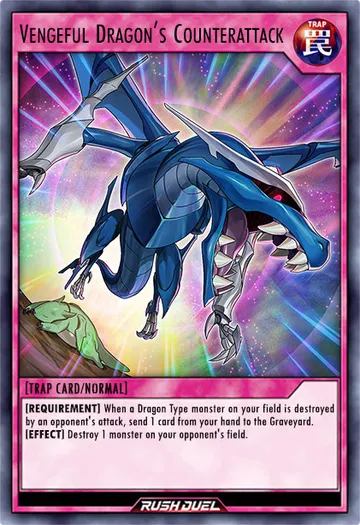 Vengeful Dragon's Counterattack
TRAP
罠
[TRAP CARD/NORMAL]
[REQUIREMENT] When a Dragon Type monster on your field is destroyed
by an opponent's attack, send 1 card from your hand to the Graveyard.
[EFFECT] Destroy 1 monster on your opponent's field.
RUSH DUEL